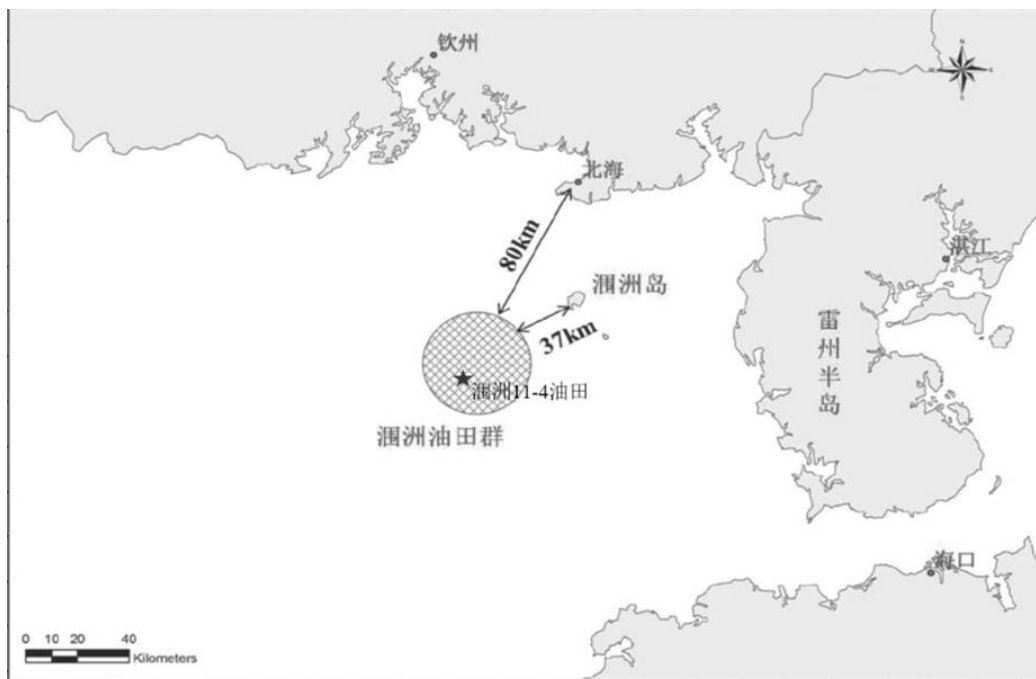 钦州
北海
80km
涠洲岛
37km
湛江
雷州半岛
涠洲11-4油田
涠洲油田群
海口
0 10 20 40
Kilometers